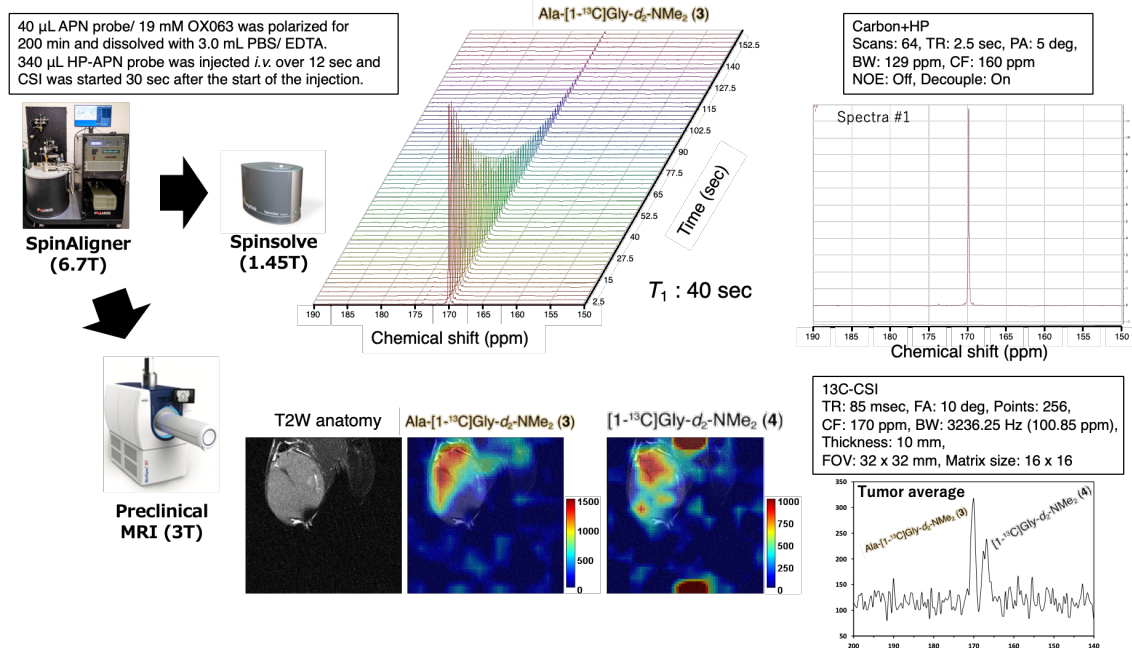 40 µL APN probe/ 19 mM OX063 was polarized for
200 min and dissolved with 3.0 mL PBS/ EDTA.
340 µL HP-APN probe was injected i.v. over 12 sec and
CSI was started 30 sec after the start of the injection.
SpinAligner
(6.7T)
Spinsolve
(1.45T)
Preclinical
MRI (3T)
Ala-[1-¹³C]Gly-d₂-NMe₂ (3)
152.5
140
127.5
115
102.5
90
77.5
65
52.5
40
27.5
15
2.5
Time (sec)
T₁ : 40 sec
190 185 180 175 170 165 160 155 150
Chemical shift (ppm)
Carbon+HP
Scans: 64, TR: 2.5 sec, PA: 5 deg,
BW: 129 ppm, CF: 160 ppm
NOE: Off, Decouple: On
Spectra #1
190 185 180 175 170 165 160 155 150
Chemical shift (ppm)
T2W anatomy
Ala-[1-¹³C]Gly-d₂-NMe₂ (3)
1500
1000
500
0
[1-¹³C]Gly-d₂-NMe₂ (4)
1000
750
500
250
0
13C-CSI
TR: 85 msec, FA: 10 deg, Points: 256,
CF: 170 ppm, BW: 3236.25 Hz (100.85 ppm),
Thickness: 10 mm,
FOV: 32 x 32 mm, Matrix size: 16 x 16
Tumor average
Ala-[1-¹³C]Gly-d₂-NMe₂ (3)
[1-¹³C]Gly-d₂-NMe₂ (4)
350
300
250
200
150
100
50
200 190 180 170 160 150 140